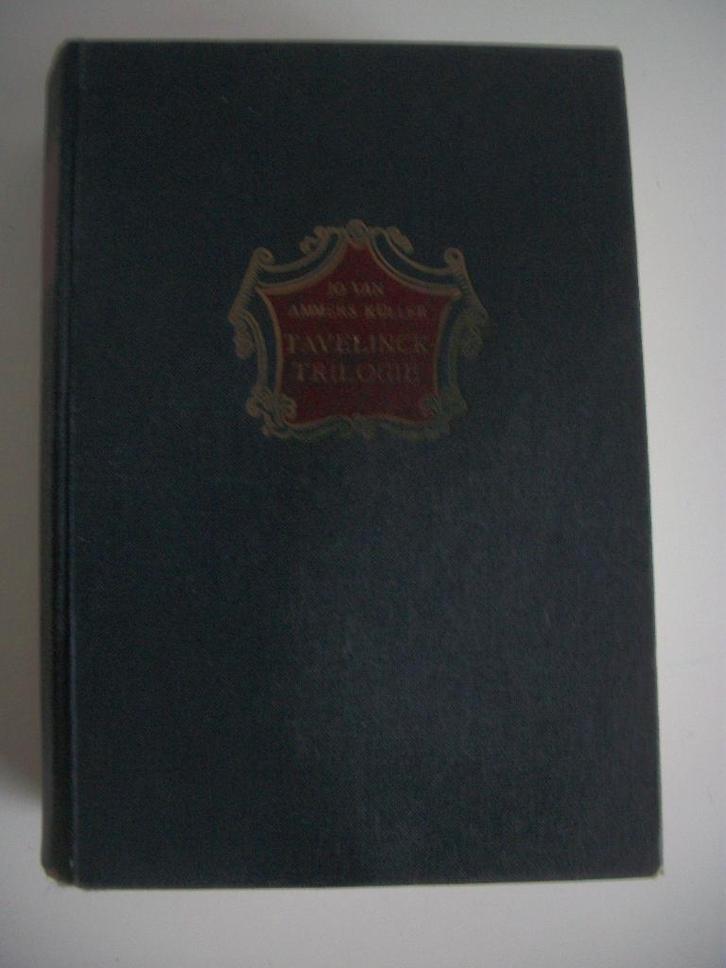 JO VAN
AMMERS KÜLLER
TAVELINCK-
TRILOGIE